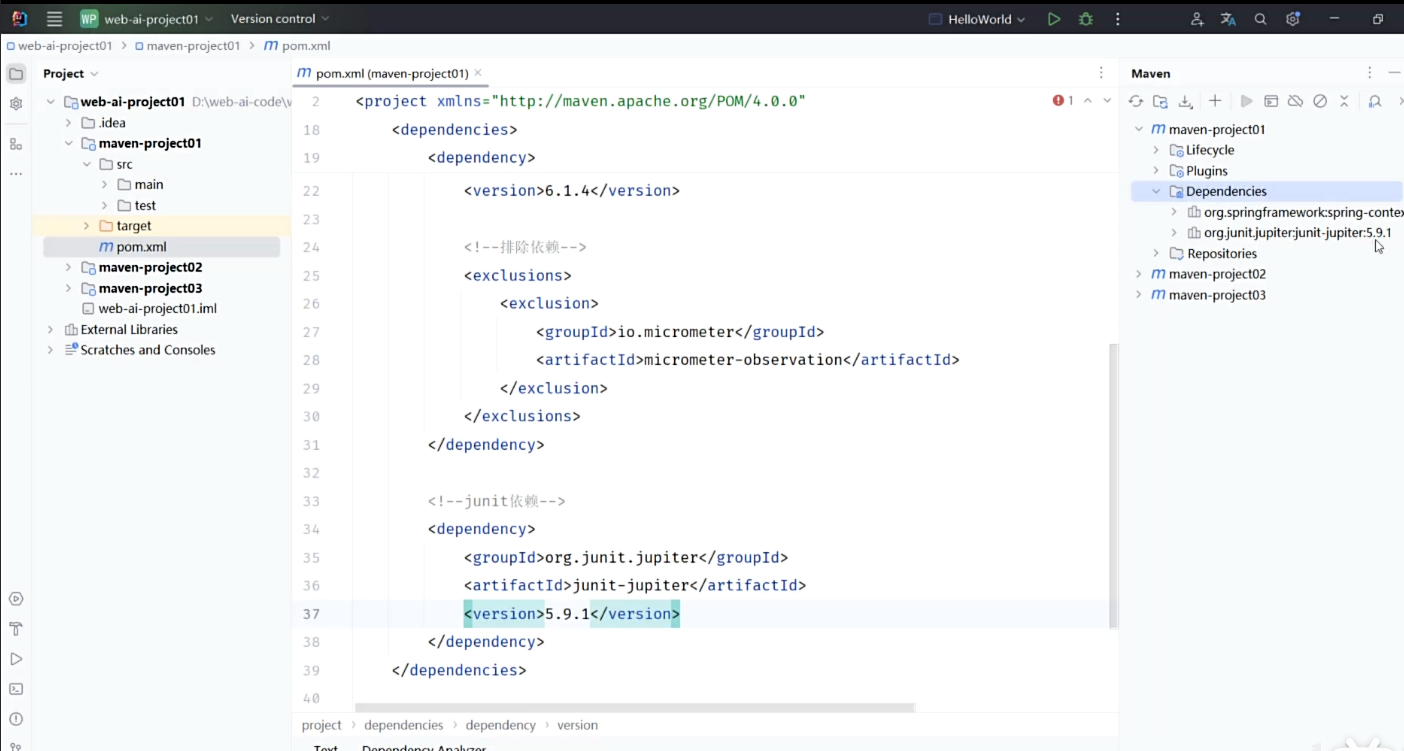 WP web-ai-project01 Version control HelloWorld
web-ai-project01 > maven-project01 > m pom.xml
Project
web-ai-project01 D:\web-ai-code\
.idea
maven-project01
src
main
test
target
m pom.xml
maven-project02
maven-project03
web-ai-project01.iml
External Libraries
Scratches and Consoles
m pom.xml (maven-project01)
2 <project xmlns="http://maven.apache.org/POM/4.0.0"
1
18 <dependencies>
19 <dependency>
22 <version>6.1.4</version>
23
24 <!--排除依赖-->
25 <exclusions>
26 <exclusion>
27 <groupId>io.micrometer</groupId>
28 <artifactId>micrometer-observation</artifactId>
29 </exclusion>
30 </exclusions>
31 </dependency>
32
33 <!--junit依赖-->
34 <dependency>
35 <groupId>org.junit.jupiter</groupId>
36 <artifactId>junit-jupiter</artifactId>
37 <version>5.9.1</version>
38 </dependency>
39 </dependencies>
40
project > dependencies > dependency > version
Text Dependency Analyzer
Maven
m maven-project01
Lifecycle
Plugins
Dependencies
org.springframework:spring-contex
org.junit.jupiter:junit-jupiter:5.9.1
Repositories
m maven-project02
m maven-project03